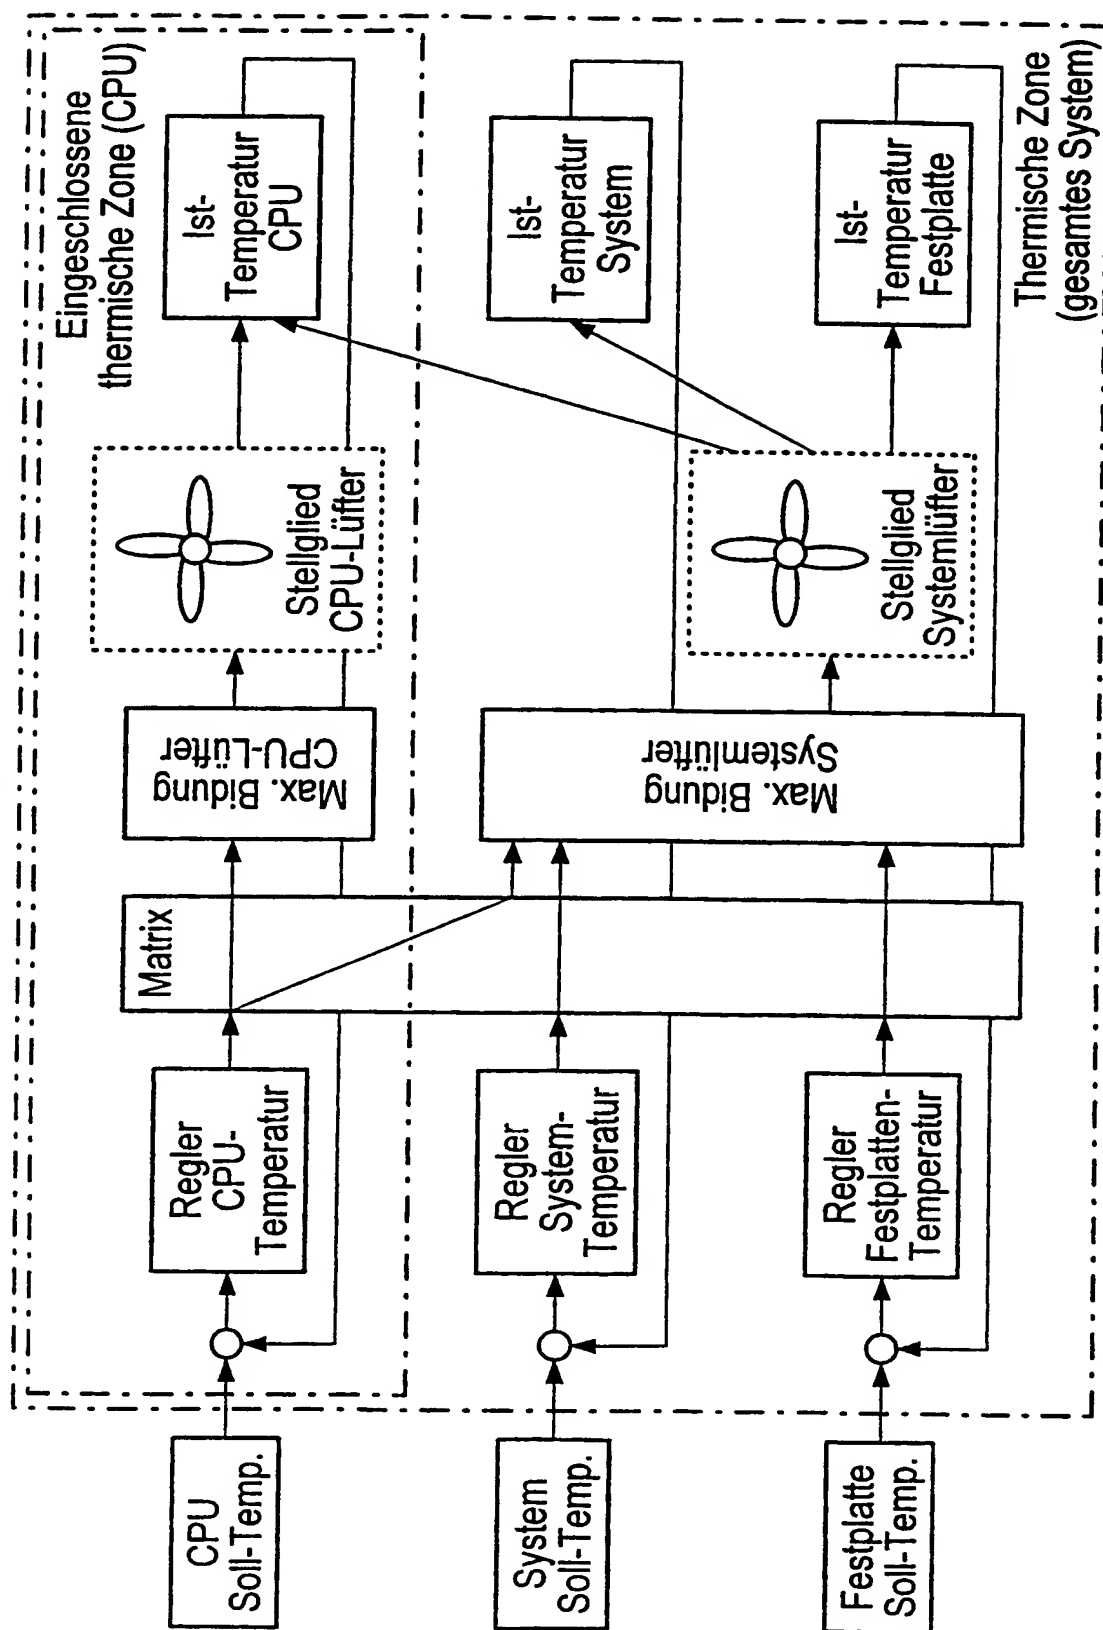 CPU
Soll-Temp.
System
Soll-Temp.
Festplatte
Soll-Temp.
Regler
CPU-
Temperatur
Regler
System-
Temperatur
Regler
Festplatten-
Temperatur
Matrix
Max. Bidung
CPU-Lüfter
Max. Bidung
Systemlüfter
Stellglied
CPU-Lüfter
Stellglied
Systemlüfter
Eingeschlossene
thermische Zone (CPU)
Ist-
Temperatur
CPU
Ist-
Temperatur
System
Ist-
Temperatur
Festplatte
Thermische Zone
(gesamtes System)